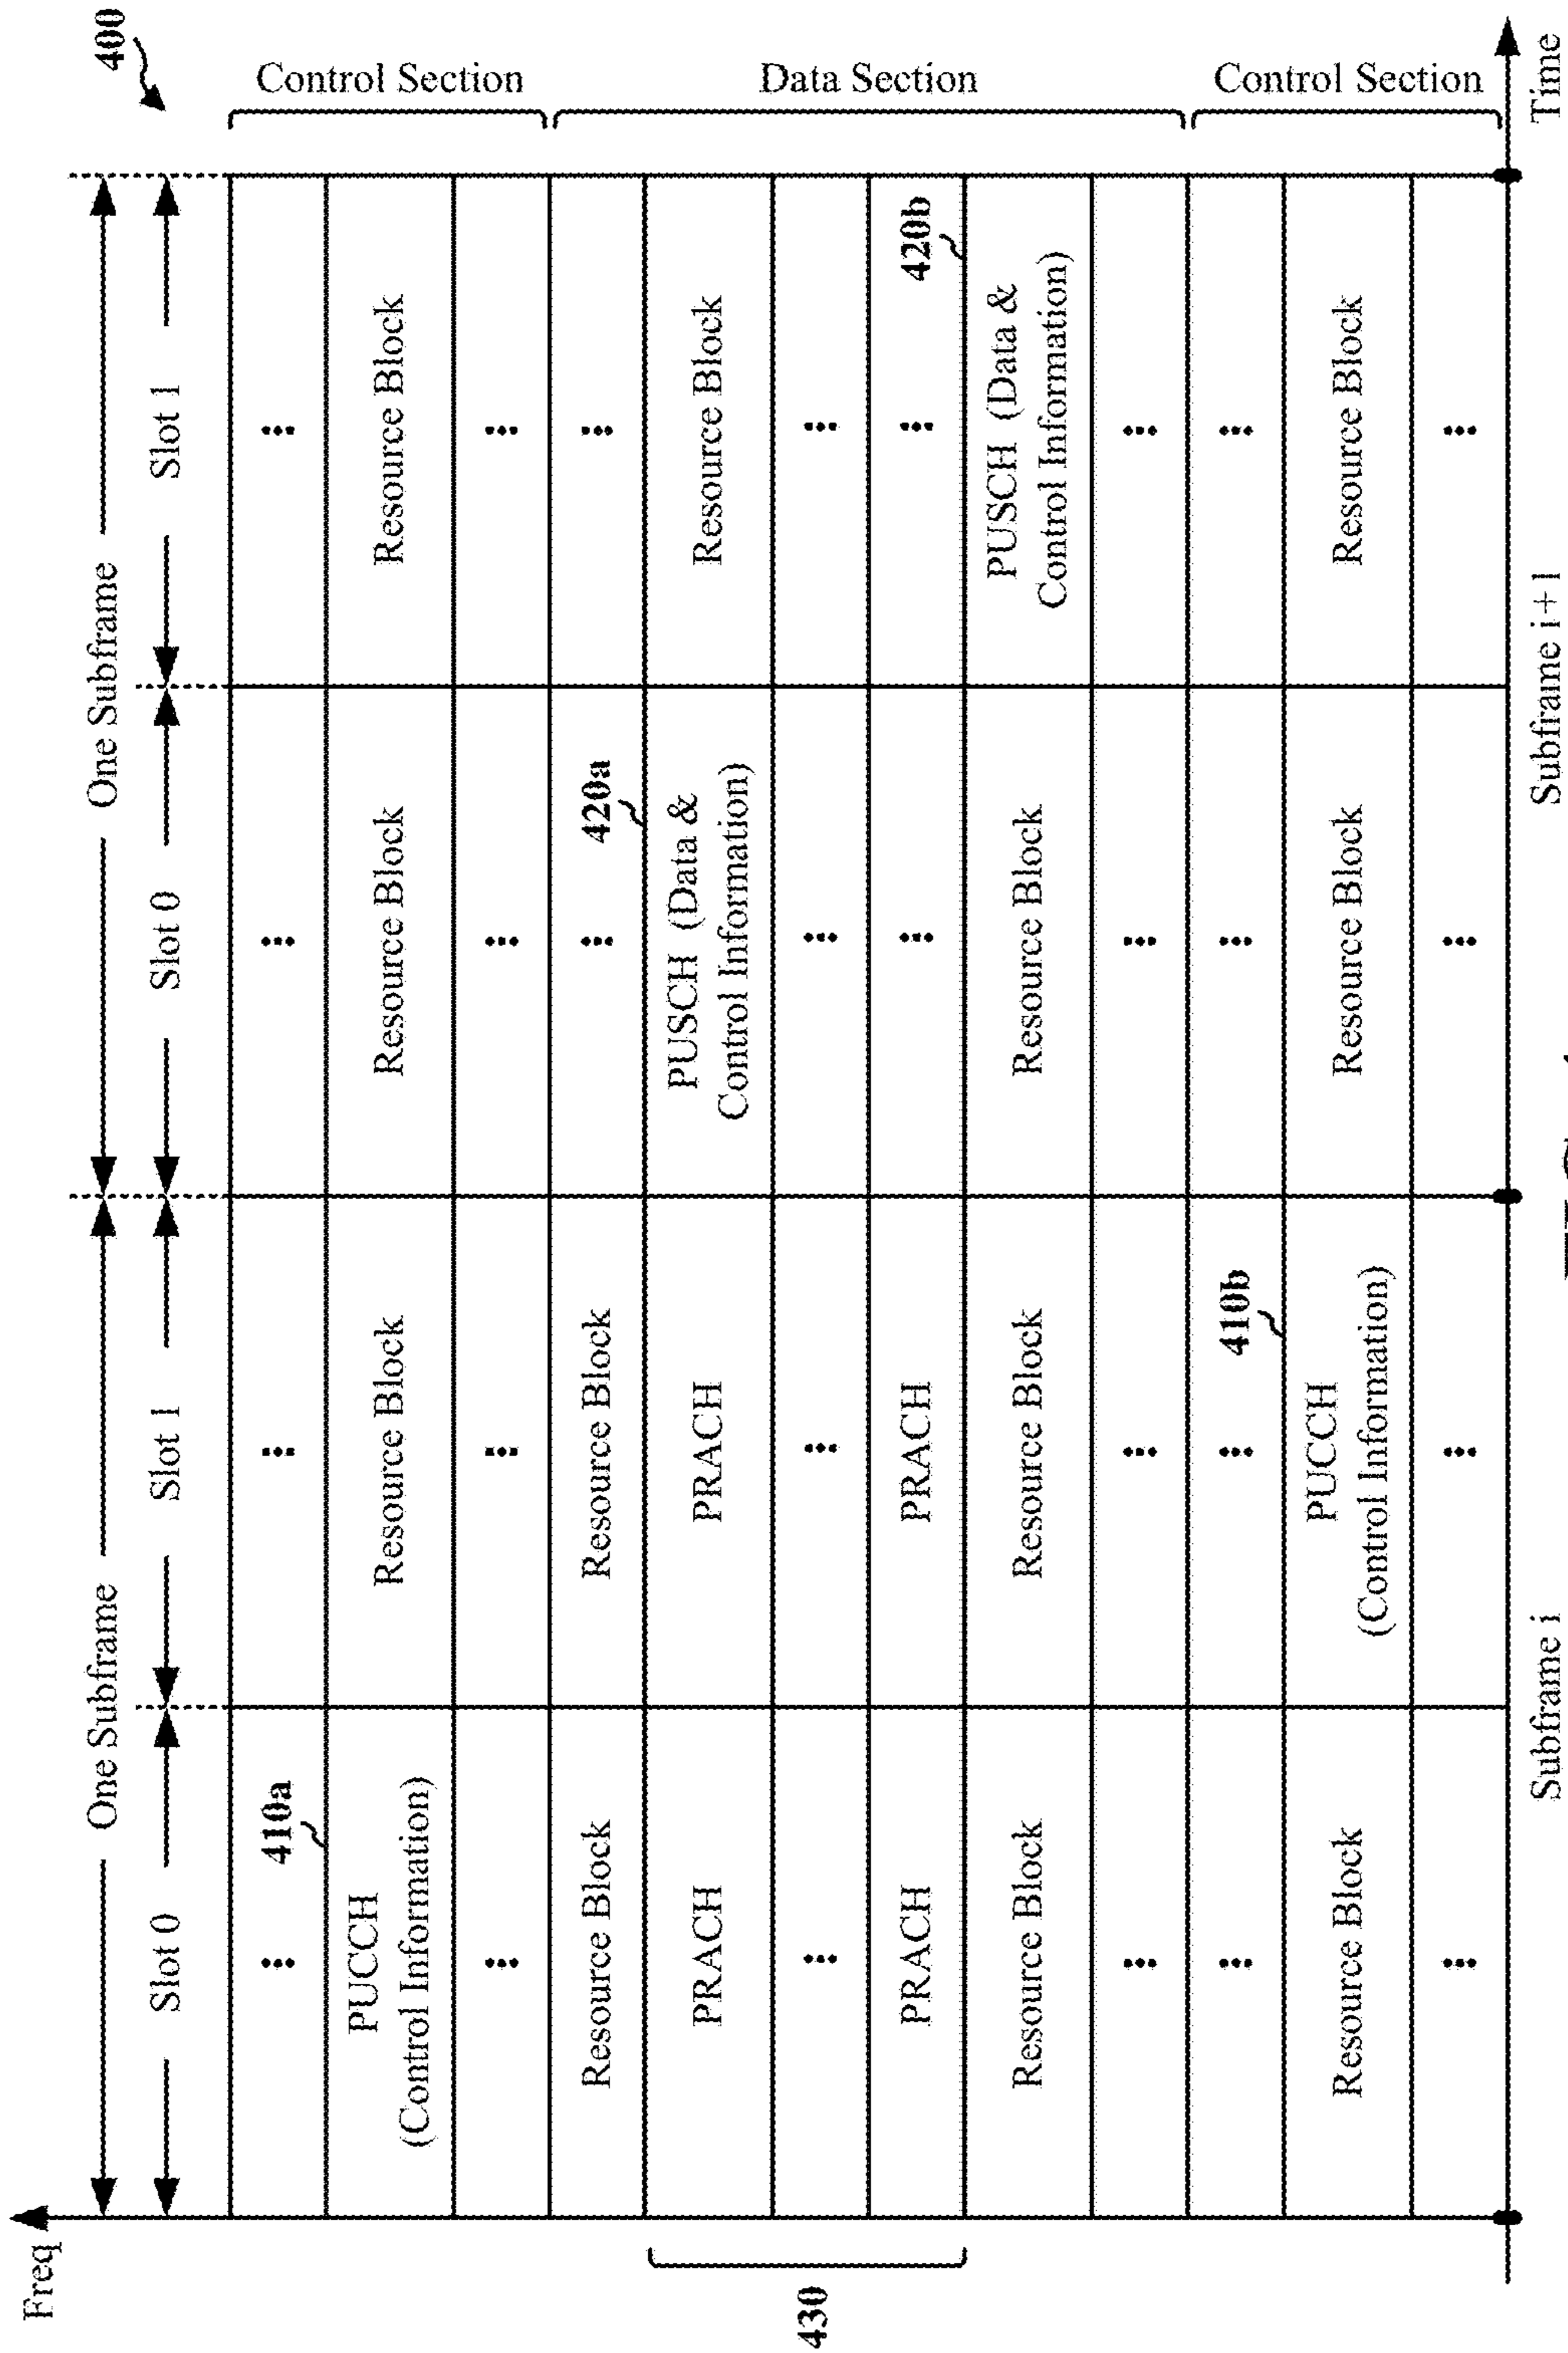 400
Freq
One Subframe
One Subframe
Slot 0
Slot 1
Slot 0
Slot 1
410a
PUCCH
(Control Information)
Resource Block
Resource Block
Resource Block
Control Section
Resource Block
Resource Block
420a
430
PRACH
PRACH
PUSCH (Data &
Control Information)
Resource Block
Data Section
PRACH
PRACH
420b
Resource Block
Resource Block
Resource Block
PUSCH (Data &
Control Information)
410b
Resource Block
PUCCH
(Control Information)
Resource Block
Resource Block
Control Section
Subframe i
Subframe i+1
Time